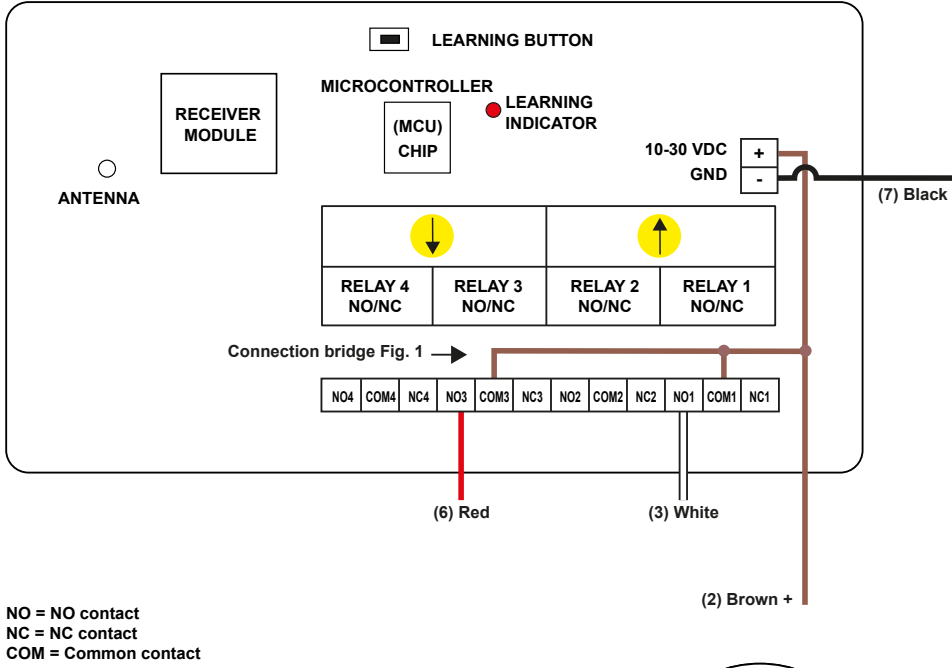 LEARNING BUTTON
MICROCONTROLLER
LEARNING
INDICATOR
RECEIVER
MODULE
(MCU)
CHIP
ANTENNA
10-30 VDC +
GND -
(7) Black
RELAY 4
NO/NC
RELAY 3
NO/NC
RELAY 2
NO/NC
RELAY 1
NO/NC
Connection bridge Fig. 1
NO4 COM4 NC4 NO3 COM3 NC3 NO2 COM2 NC2 NO1 COM1 NC1
(6) Red
(3) White
(2) Brown +
NO = NO contact
NC = NC contact
COM = Common contact